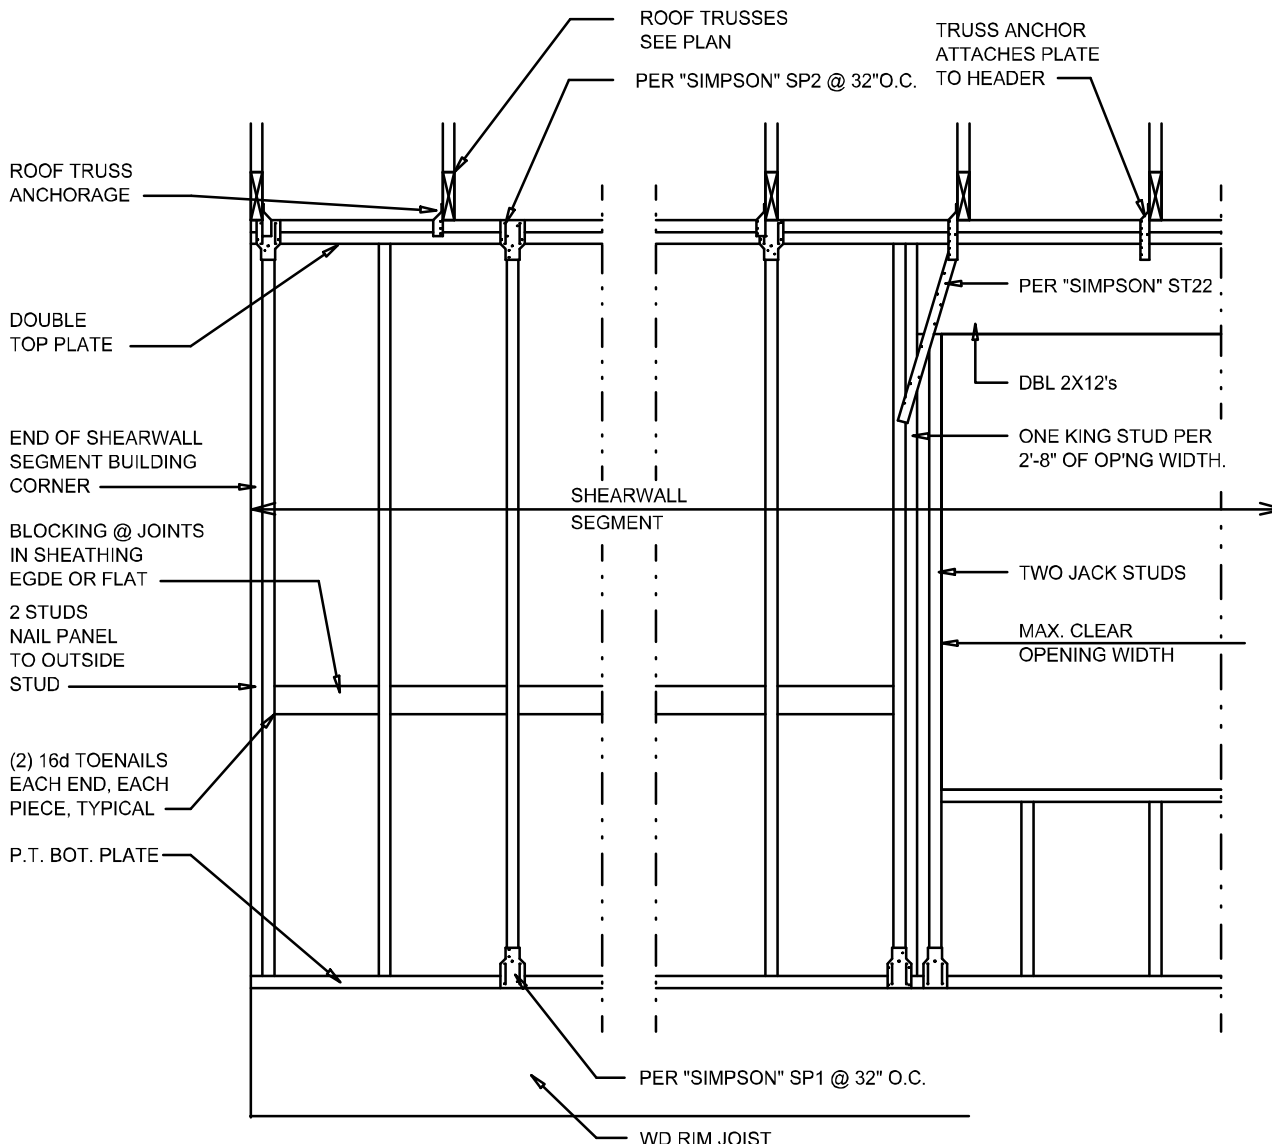 ROOF TRUSSES
SEE PLAN
TRUSS ANCHOR
ATTACHES PLATE
TO HEADER
PER "SIMPSON" SP2 @ 32"O.C.
ROOF TRUSS
ANCHORAGE
PER "SIMPSON" ST22
DOUBLE
TOP PLATE
DBL 2X12's
END OF SHEARWALL
SEGMENT BUILDING
CORNER
ONE KING STUD PER
2'-8" OF OP'NG WIDTH.
SHEARWALL
SEGMENT
BLOCKING @ JOINTS
IN SHEATHING
EGDE OR FLAT
TWO JACK STUDS
2 STUDS
NAIL PANEL
TO OUTSIDE
STUD
MAX. CLEAR
OPENING WIDTH
(2) 16d TOENAILS
EACH END, EACH
PIECE, TYPICAL
P.T. BOT. PLATE
PER "SIMPSON" SP1 @ 32" O.C.
WD RIM JOIST